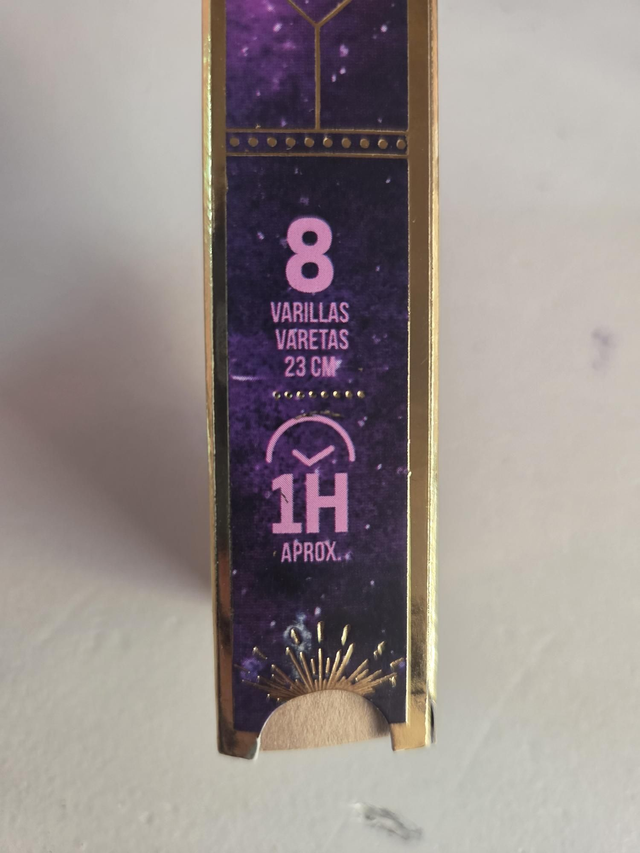 8
VARILLAS
VARETAS
23 CM
1H
APROX.